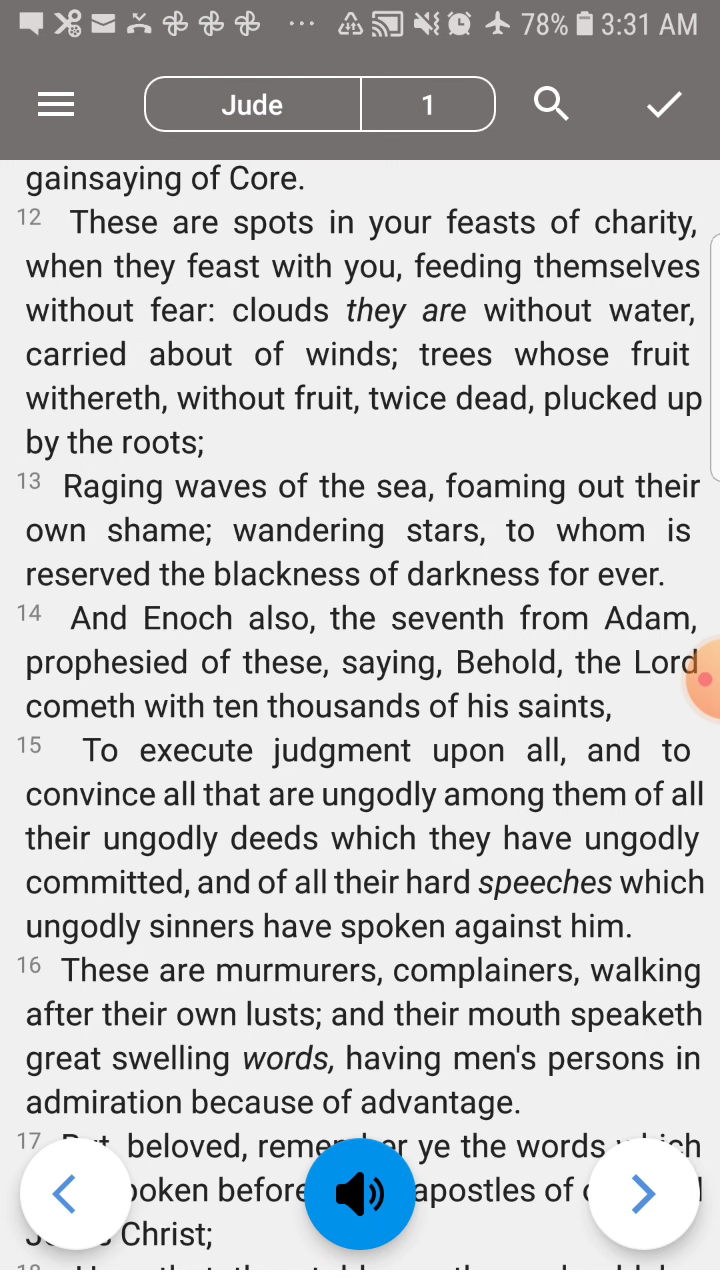 78% 3:31 AM
Jude 1
gainsaying of Core.
12 These are spots in your feasts of charity,
when they feast with you, feeding themselves
without fear: clouds they are without water,
carried about of winds; trees whose fruit
withereth, without fruit, twice dead, plucked up
by the roots;
13 Raging waves of the sea, foaming out their
own shame; wandering stars, to whom is
reserved the blackness of darkness for ever.
14 And Enoch also, the seventh from Adam,
prophesied of these, saying, Behold, the Lord
cometh with ten thousands of his saints,
15 To execute judgment upon all, and to
convince all that are ungodly among them of all
their ungodly deeds which they have ungodly
committed, and of all their hard speeches which
ungodly sinners have spoken against him.
16 These are murmurers, complainers, walking
after their own lusts; and their mouth speaketh
great swelling words, having men's persons in
admiration because of advantage.
17 But, beloved, remember ye the words which
spoken before apostles of
Jesus Christ;